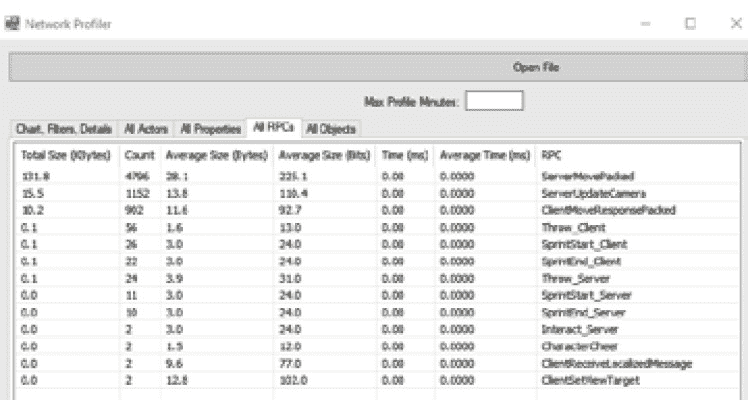 Network Profiler
Open File
Max Profile Minutes:
Chart, Filters, Details All Actors All Properties All RPCs All Objects
Total Size (KBytes) Count Average Size (Bytes) Average Size (Bits) Time (ms) Average Time (ms) RPC
131.8 4796 28.1 225.1 0.00 0.0000 ServerMovePacked
15.5 1152 13.8 110.4 0.00 0.0000 ServerUpdateCamera
10.2 902 11.6 92.7 0.00 0.0000 ClientMoveResponsePacked
0.1 56 1.6 13.0 0.00 0.0000 Throw_Client
0.1 26 3.0 24.0 0.00 0.0000 SprintStart_Client
0.1 22 3.0 24.0 0.00 0.0000 SprintEnd_Client
0.1 24 3.9 31.0 0.00 0.0000 Throw_Server
0.0 11 3.0 24.0 0.00 0.0000 SprintStart_Server
0.0 10 3.0 24.0 0.00 0.0000 SprintEnd_Server
0.0 2 3.0 24.0 0.00 0.0000 Interact_Server
0.0 2 1.5 12.0 0.00 0.0000 CharacterCheer
0.0 2 9.6 77.0 0.00 0.0000 ClientReceiveLocalizedMessage
0.0 2 12.8 102.0 0.00 0.0000 ClientSetViewTarget